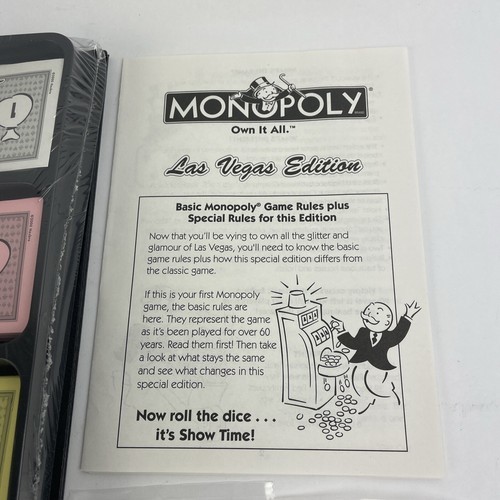 MONOPOLY®
Own It All.™
Las Vegas Edition
Basic Monopoly® Game Rules plus
Special Rules for this Edition
Now that you'll be vying to own all the glitter and
glamour of Las Vegas, you'll need to know the basic
game rules plus how this special edition differs from
the classic game.
If this is your first Monopoly
game, the basic rules are
here. They represent the game
as it's been played for over 60
years. Read them first! Then take
a look at what stays the same
and see what changes in this
special edition.
Now roll the dice . . .
it's Show Time!
1